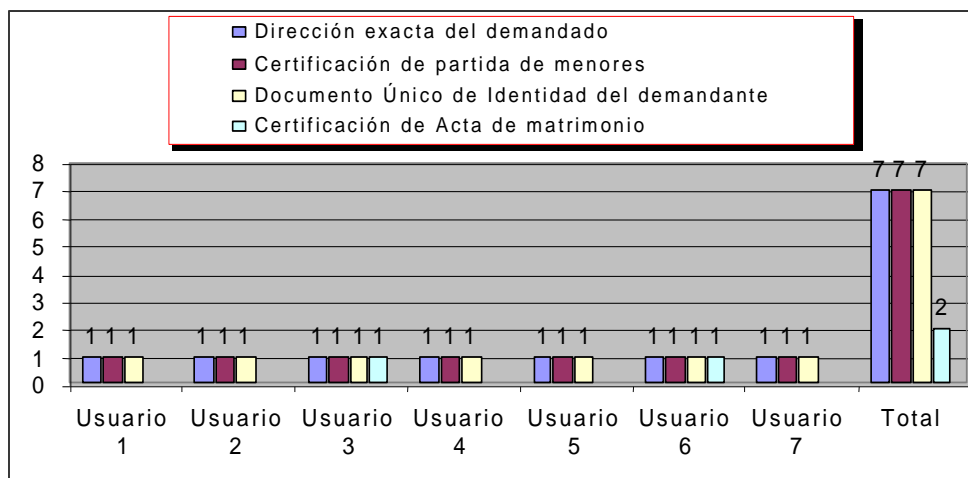 Dirección exacta del demandado
Certificación de partida de menores
Documento Único de Identidad del demandante
Certificación de Acta de matrimonio
8
7
6
5
4
3
2
1
0
1 1 1 1 1 1 1 1 1 1 1 1 1 1 1 1 1 1 1 1 1 1 1 7 7 7 2
Usuario 1
Usuario 2
Usuario 3
Usuario 4
Usuario 5
Usuario 6
Usuario 7
Total